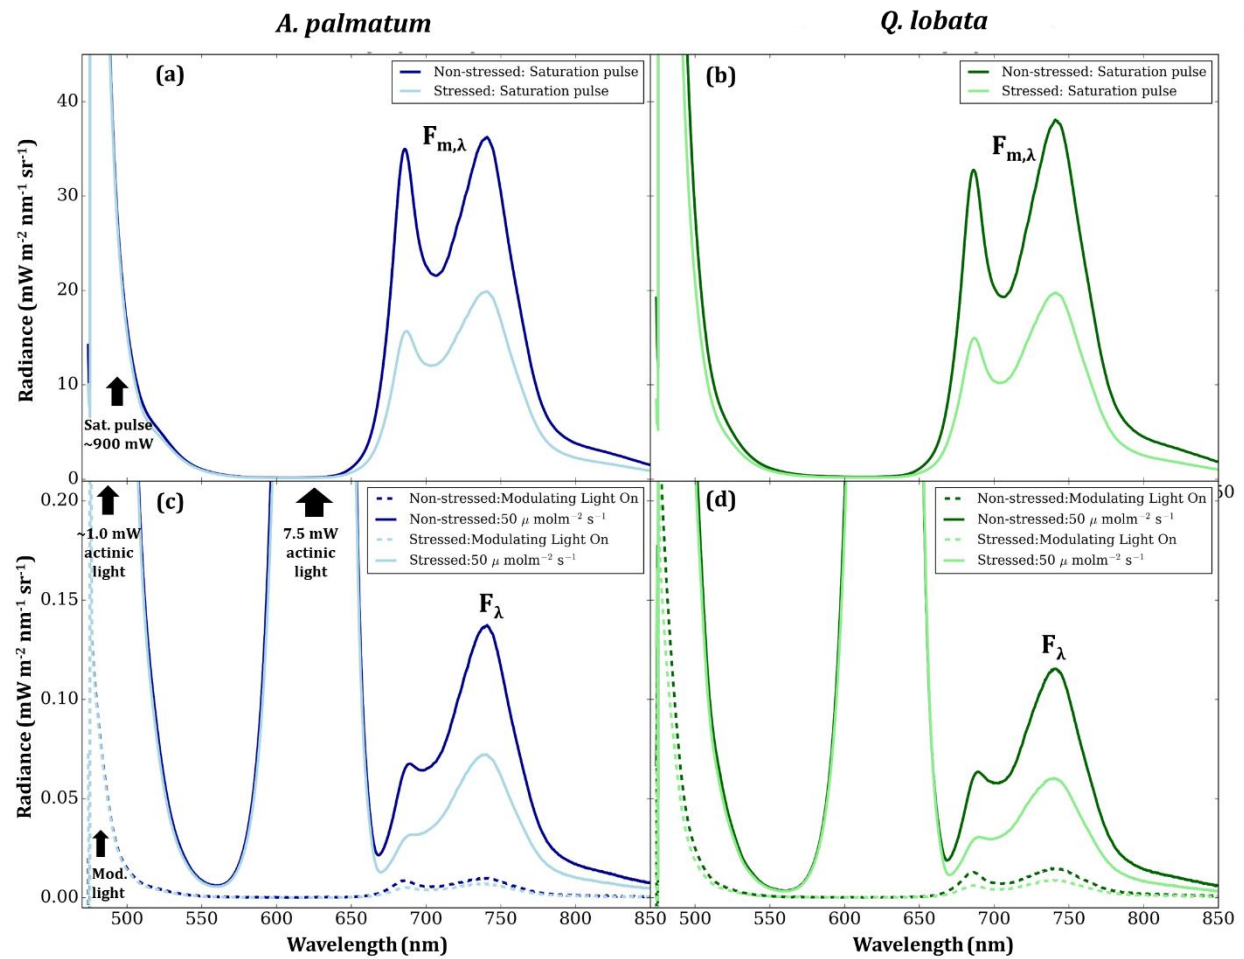 A. palmatum
Q. lobata
(a)
Non-stressed: Saturation pulse
Stressed: Saturation pulse
(b)
Non-stressed: Saturation pulse
Stressed: Saturation pulse
Fm,λ
Fm,λ
Radiance (mW m-2 nm-1 sr-1)
40
30
20
10
0
Sat. pulse
~900 mW
(c)
Non-stressed:Modulating Light On
Non-stressed:50 μ molm−2 s−1
Stressed:Modulating Light On
Stressed:50 μ molm−2 s−1
(d)
Non-stressed:Modulating Light On
Non-stressed:50 μ molm−2 s−1
Stressed:Modulating Light On
Stressed:50 μ molm−2 s−1
50
~1.0 mW
actinic
light
7.5 mW
actinic
light
Fλ
Fλ
Radiance (mW m-2 nm-1 sr-1)
0.20
0.15
0.10
0.05
0.00
Mod.
light
500 550 600 650 700 750 800 850
500 550 600 650 700 750 800 850
Wavelength (nm)
Wavelength (nm)